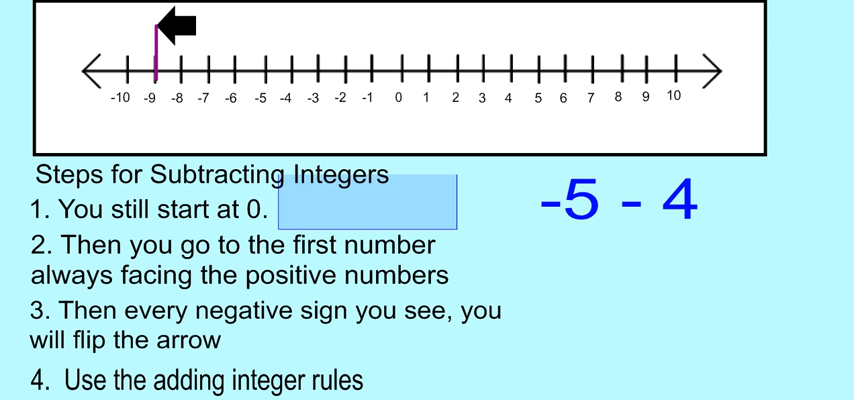 -10 -9 -8 -7 -6 -5 -4 -3 -2 -1 0 1 2 3 4 5 6 7 8 9 10
Steps for Subtracting Integers
1. You still start at 0.
-5 - 4
2. Then you go to the first number
always facing the positive numbers
3. Then every negative sign you see, you
will flip the arrow
4. Use the adding integer rules